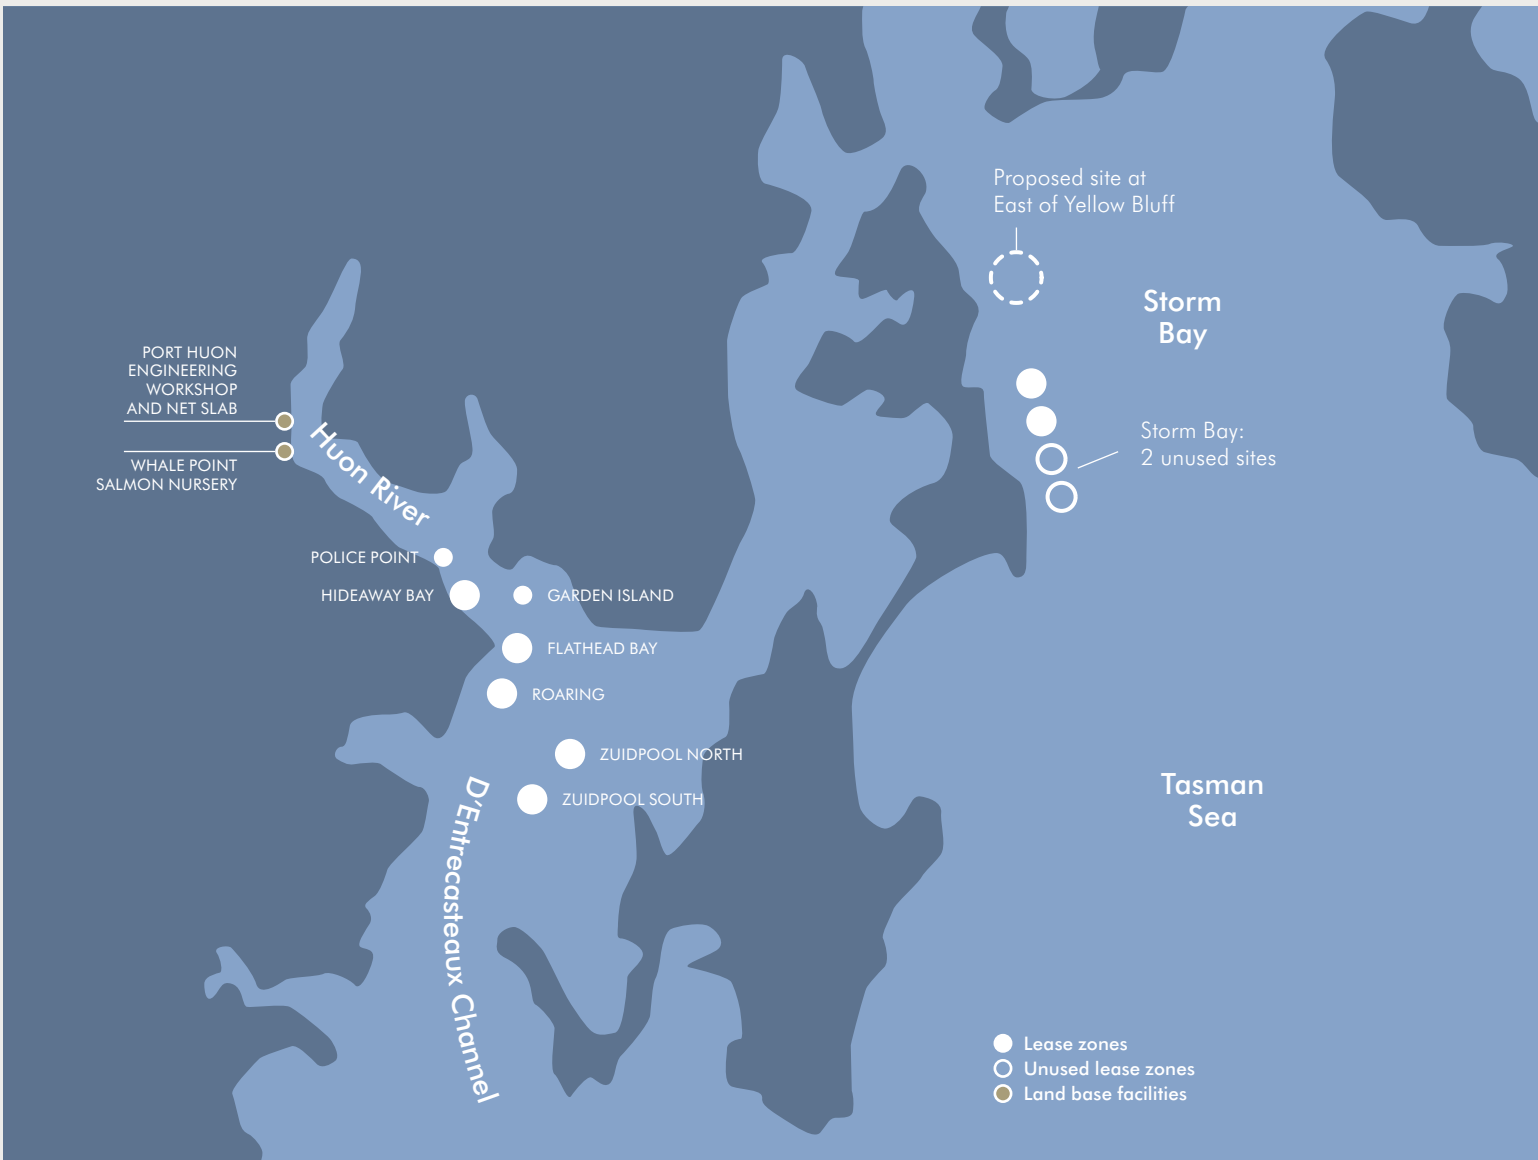 Proposed site at
East of Yellow Bluff
Storm
Bay
PORT HUON
ENGINEERING
WORKSHOP
AND NET SLAB
Huon River
Storm Bay:
2 unused sites
WHALE POINT
SALMON NURSERY
POLICE POINT
HIDEAWAY BAY
GARDEN ISLAND
FLATHEAD BAY
ROARING
ZUIDPOOL NORTH
ZUIDPOOL SOUTH
D'Entrecasteaux Channel
Tasman
Sea
Lease zones
Unused lease zones
Land base facilities